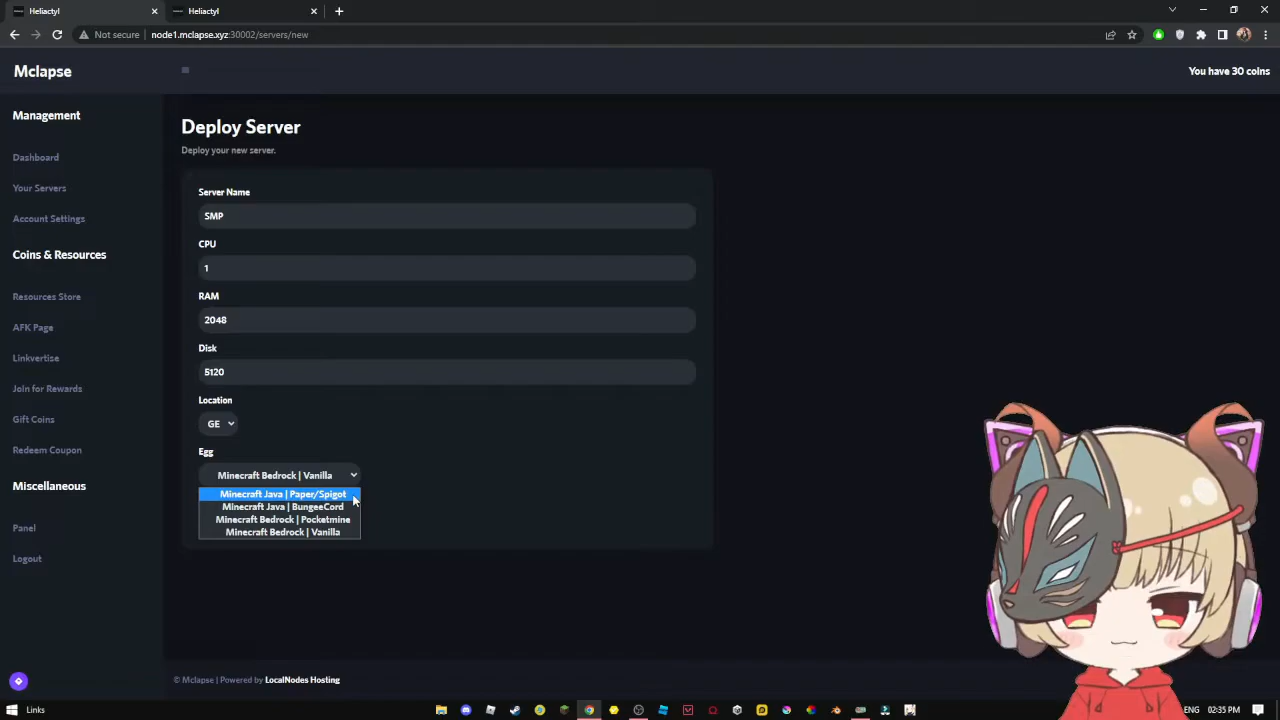 Heliactyl
Heliactyl
Not secure
node1.mclapse.xyz:30002/servers/new
Mclapse
You have 30 coins
Management
Dashboard
Your Servers
Account Settings
Coins & Resources
Resources Store
AFK Page
Linkvertise
Join for Rewards
Gift Coins
Redeem Coupon
Miscellaneous
Panel
Logout
Deploy Server
Deploy your new server.
Server Name
SMP
CPU
1
RAM
2048
Disk
5120
Location
GE
Egg
Minecraft Bedrock | Vanilla
Minecraft Java | Paper/Spigot
Minecraft Java | BungeeCord
Minecraft Bedrock | Pocketmine
Minecraft Bedrock | Vanilla
© Mclapse | Powered by LocalNodes Hosting
Links
ENG
02:35 PM